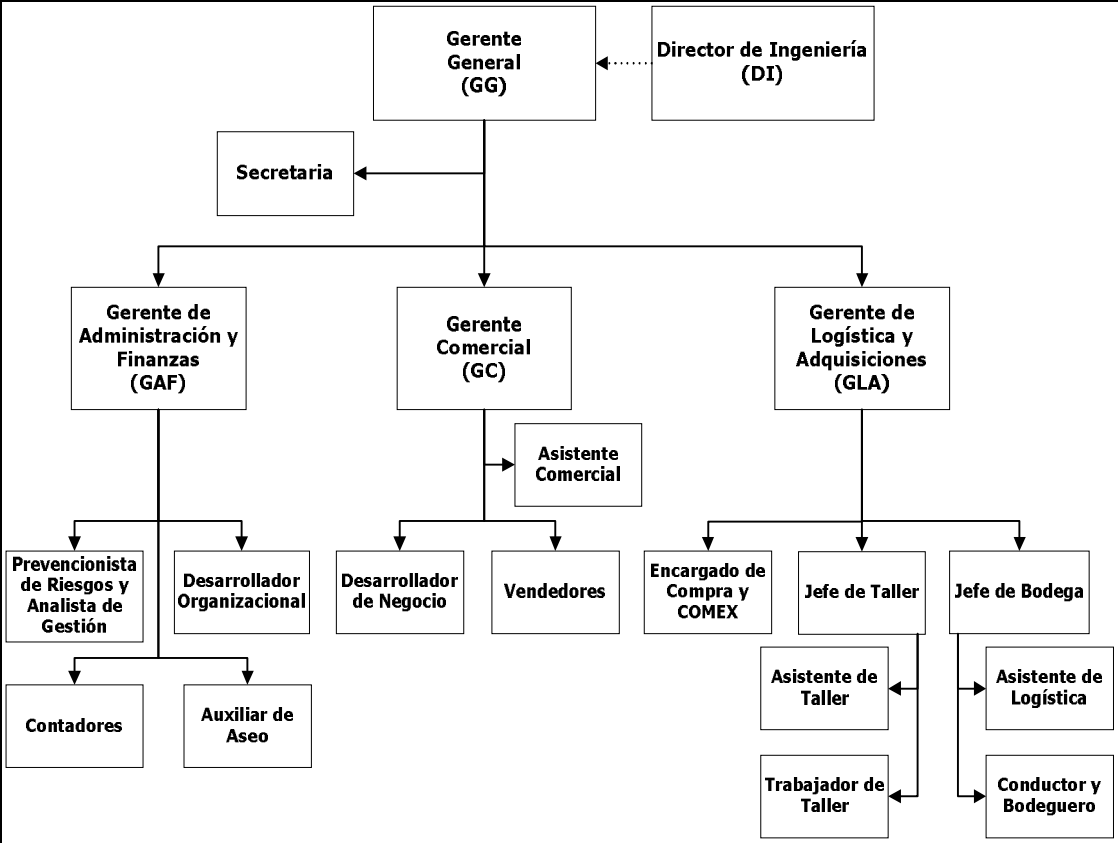 Gerente
General
(GG)
Director de Ingeniería
(DI)
Secretaria
Gerente de
Administración y
Finanzas
(GAF)
Gerente
Comercial
(GC)
Gerente de
Logística y
Adquisiciones
(GLA)
Asistente
Comercial
Prevencionista
de Riesgos y
Analista de
Gestión
Desarrollador
Organizacional
Desarrollador
de Negocio
Vendedores
Encargado de
Compra y
COMEX
Jefe de Taller
Jefe de Bodega
Contadores
Auxiliar de
Aseo
Asistente de
Taller
Asistente de
Logística
Trabajador de
Taller
Conductor y
Bodeguero